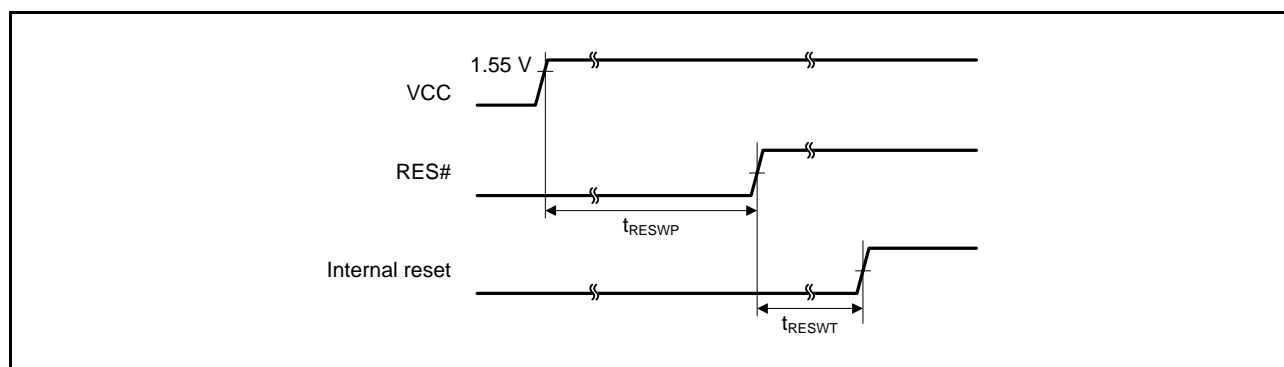 1.55 V
VCC
RES#
tRESWP
Internal reset
tRESWT